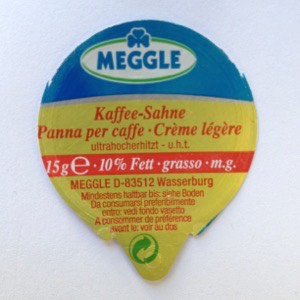 MEGGLE
Kaffee-Sahne
Panna per caffe · Crème légère
ultrahocherhitzt - u.h.t.
15g℮ · 10% Fett · grasso · m.g.
MEGGLE D-83512 Wasserburg
Mindestens haltbar bis: siehe Boden
Da consumarsi preferibilmente
entro: vedi fondo vasetto
A consommer de préférence
avant le: voir au dos